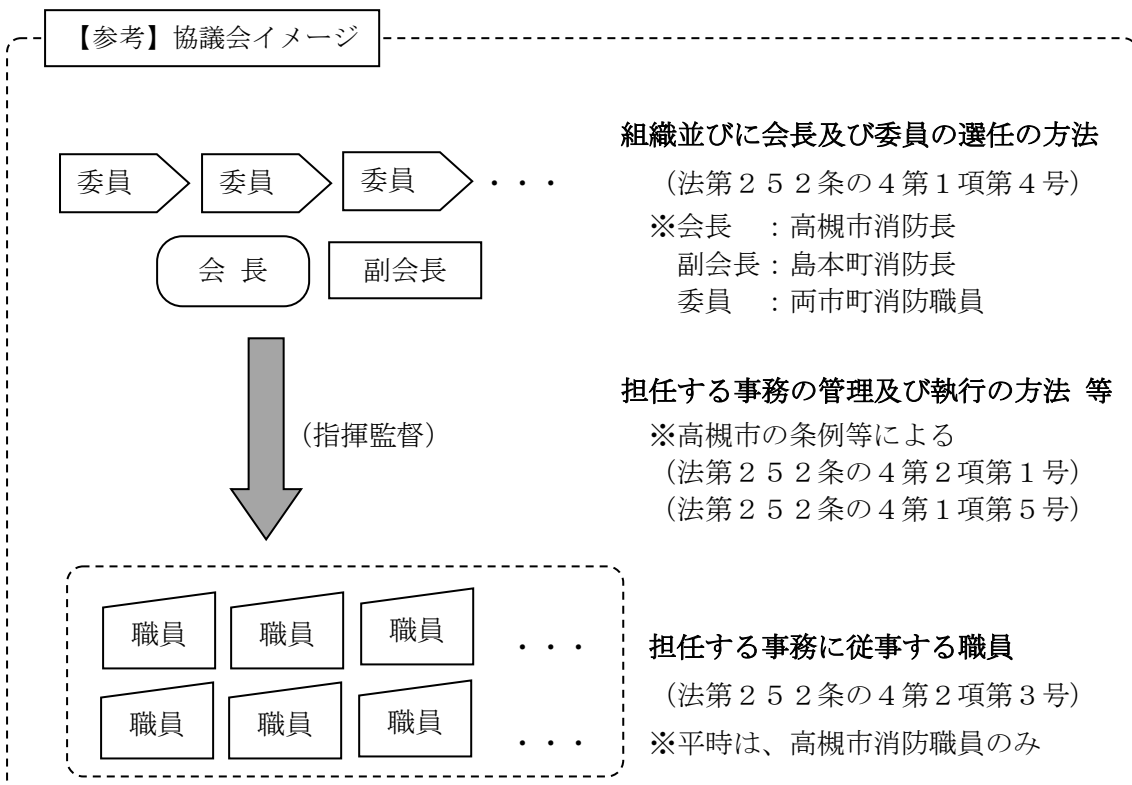 【参考】協議会イメージ
組織並びに会長及び委員の選任の方法
委員 委員 委員 ・・・
（法第２５２条の４第１項第４号）
※会長　：高槻市消防長
会 長 副会長
副会長：島本町消防長
委員　：両市町消防職員
担任する事務の管理及び執行の方法 等
（指揮監督）
※高槻市の条例等による
（法第２５２条の４第２項第１号）
（法第２５２条の４第１項第５号）
職員 職員 職員 ・・・
担任する事務に従事する職員
（法第２５２条の４第２項第３号）
職員 職員 職員 ・・・
※平時は、高槻市消防職員のみ